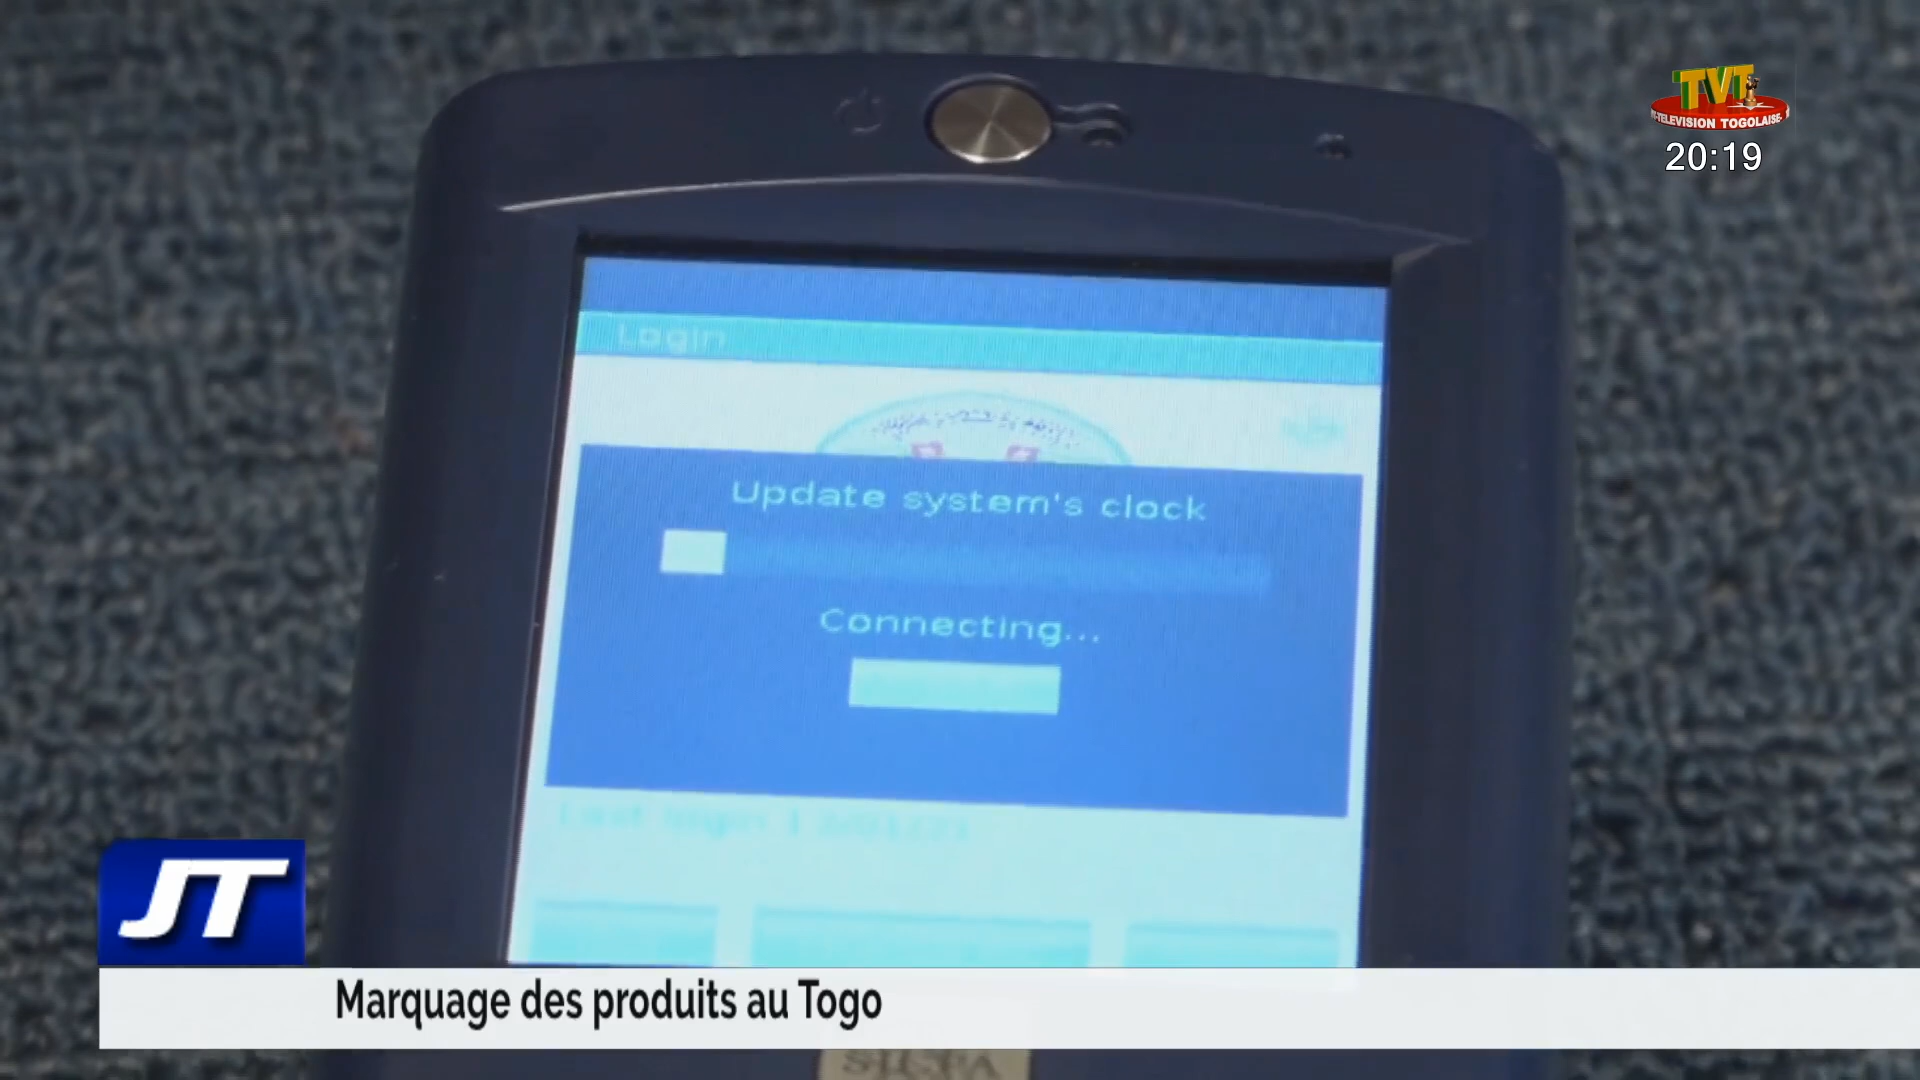 TVT
TELEVISION TOGOLAISE
20:19
Login
Update system's clock
Connecting...
JT
Marquage des produits au Togo